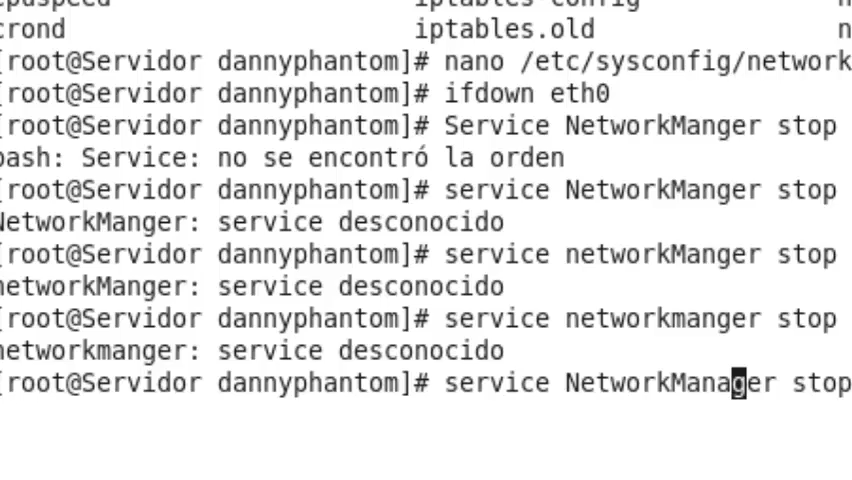 iptables-config
crond iptables.old n
[root@Servidor dannyphantom]# nano /etc/sysconfig/network
[root@Servidor dannyphantom]# ifdown eth0
[root@Servidor dannyphantom]# Service NetworkManger stop
bash: Service: no se encontró la orden
[root@Servidor dannyphantom]# service NetworkManger stop
NetworkManger: service desconocido
[root@Servidor dannyphantom]# service networkManger stop
networkManger: service desconocido
[root@Servidor dannyphantom]# service networkmanger stop
networkmanger: service desconocido
[root@Servidor dannyphantom]# service NetworkManager stop